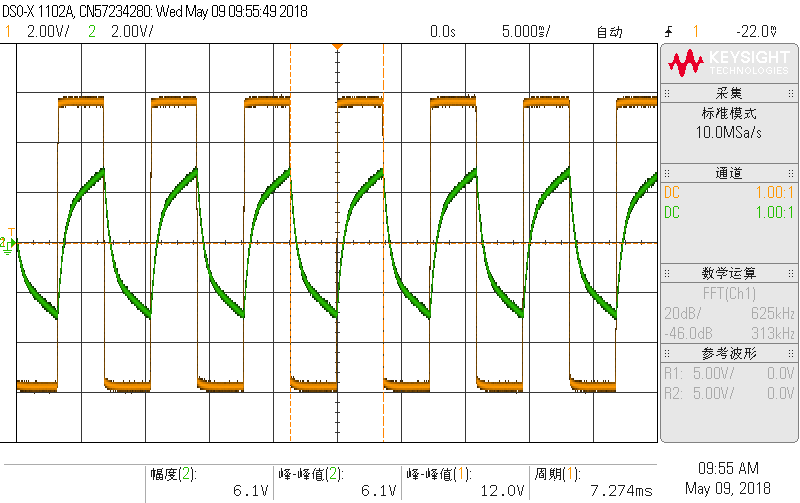 DSO-X 1102A, CN57234280: Wed May 09 09:55:49 2018
1 2.00V/ 2 2.00V/ 0.0s 5.000ms/ 自动 1 -22.0V
KEYSIGHT
TECHNOLOGIES
采集
标准模式
10.0MSa/s
通道
DC 1.00:1
DC 1.00:1
数学运算
FFT(Ch1)
20dB/ 625kHz
-46.0dB 313kHz
参考波形
R1: 5.00V/ 0.0V
R2: 5.00V/ 0.0V
T
2
幅度(2):
6.1V
峰-峰值(2):
6.1V
峰-峰值(1):
12.0V
周期(1):
7.274ms
09:55 AM
May 09, 2018